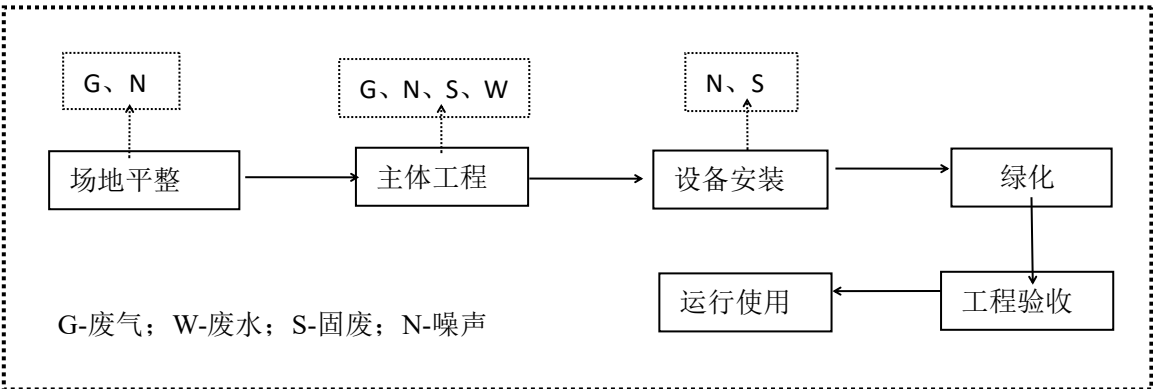 G、N
G、N、S、W
N、S
场地平整
主体工程
设备安装
绿化
运行使用
工程验收
G-废气；W-废水；S-固废；N-噪声